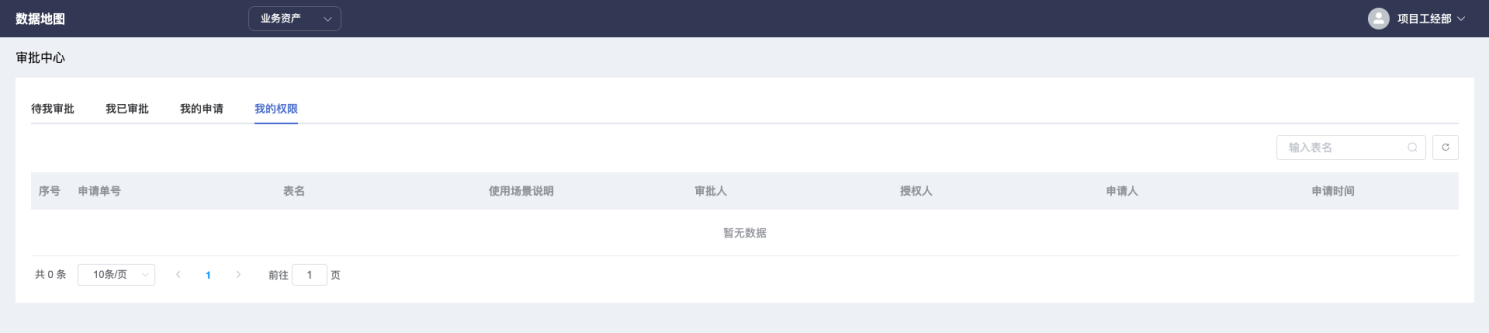 数据地图 业务资产 项目工经部
审批中心
待我审批 我已审批 我的申请 我的权限
输入表名
序号 申请单号 表名 使用场景说明 审批人 授权人 申请人 申请时间
暂无数据
共 0 条 10条/页 1 前往 1 页